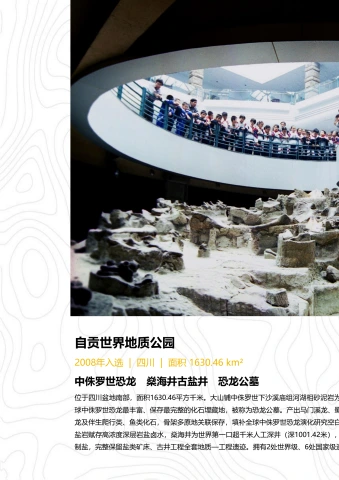 自贡世界地质公园
2008年入选 | 四川 | 面积 1630.46 km²
中侏罗世恐龙 燊海井古盐井 恐龙公墓
位于四川盆地南部，面积1630.46平方千米。大山铺中侏罗世下沙溪庙组河湖相砂泥岩为
球中侏罗世恐龙最丰富、保存最完整的化石埋藏地，被称为恐龙公墓。产出马门溪龙、蜀
龙及伴生爬行类、鱼类化石，骨架多原地关联保存，填补全球中侏罗世恐龙演化研究空白
盐岩赋存高浓度深层岩盐卤水，燊海井为世界第一口超千米人工深井（深1001.42米），
制盐，完整保留盐类矿床、古井工程全套地质—工程遗迹。拥有2处世界级、6处国家级遗